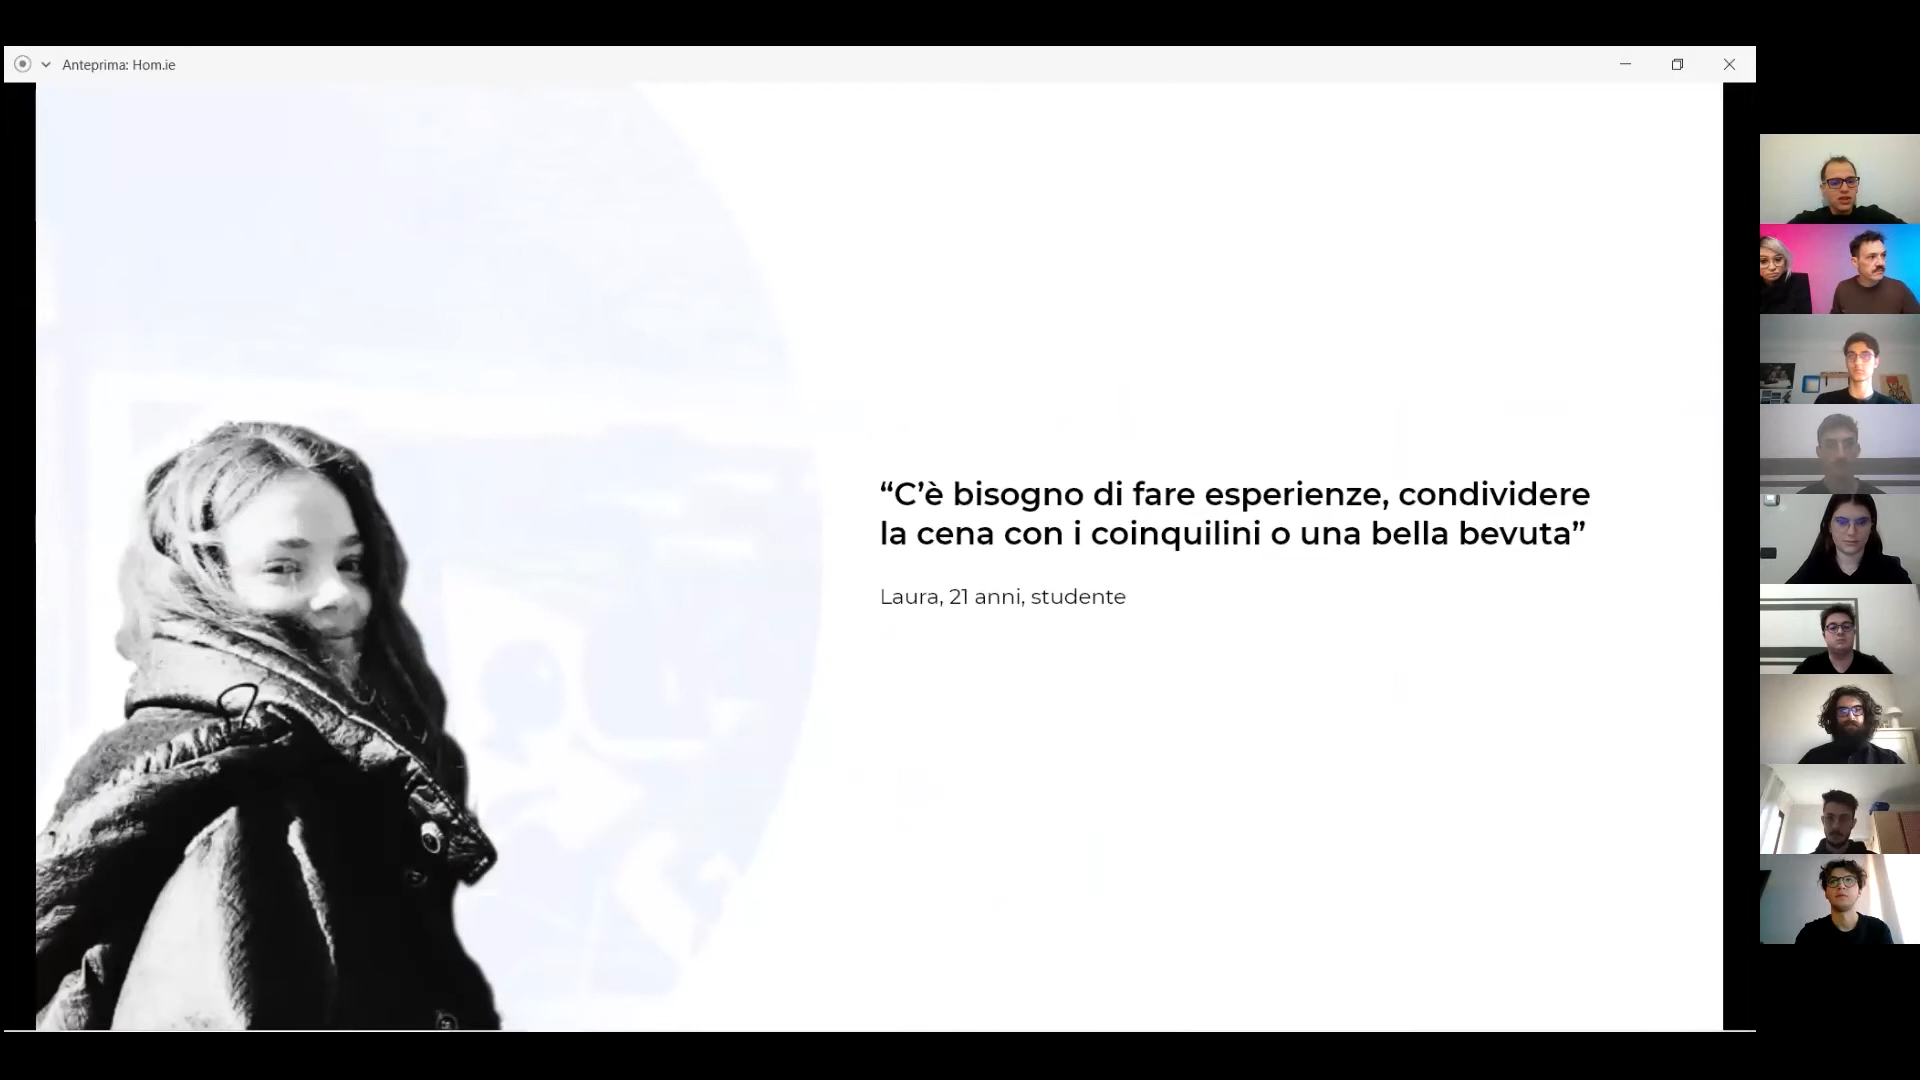 Anteprima: Hom.ie
“C’è bisogno di fare esperienze, condividere
la cena con i coinquilini o una bella bevuta”
Laura, 21 anni, studente